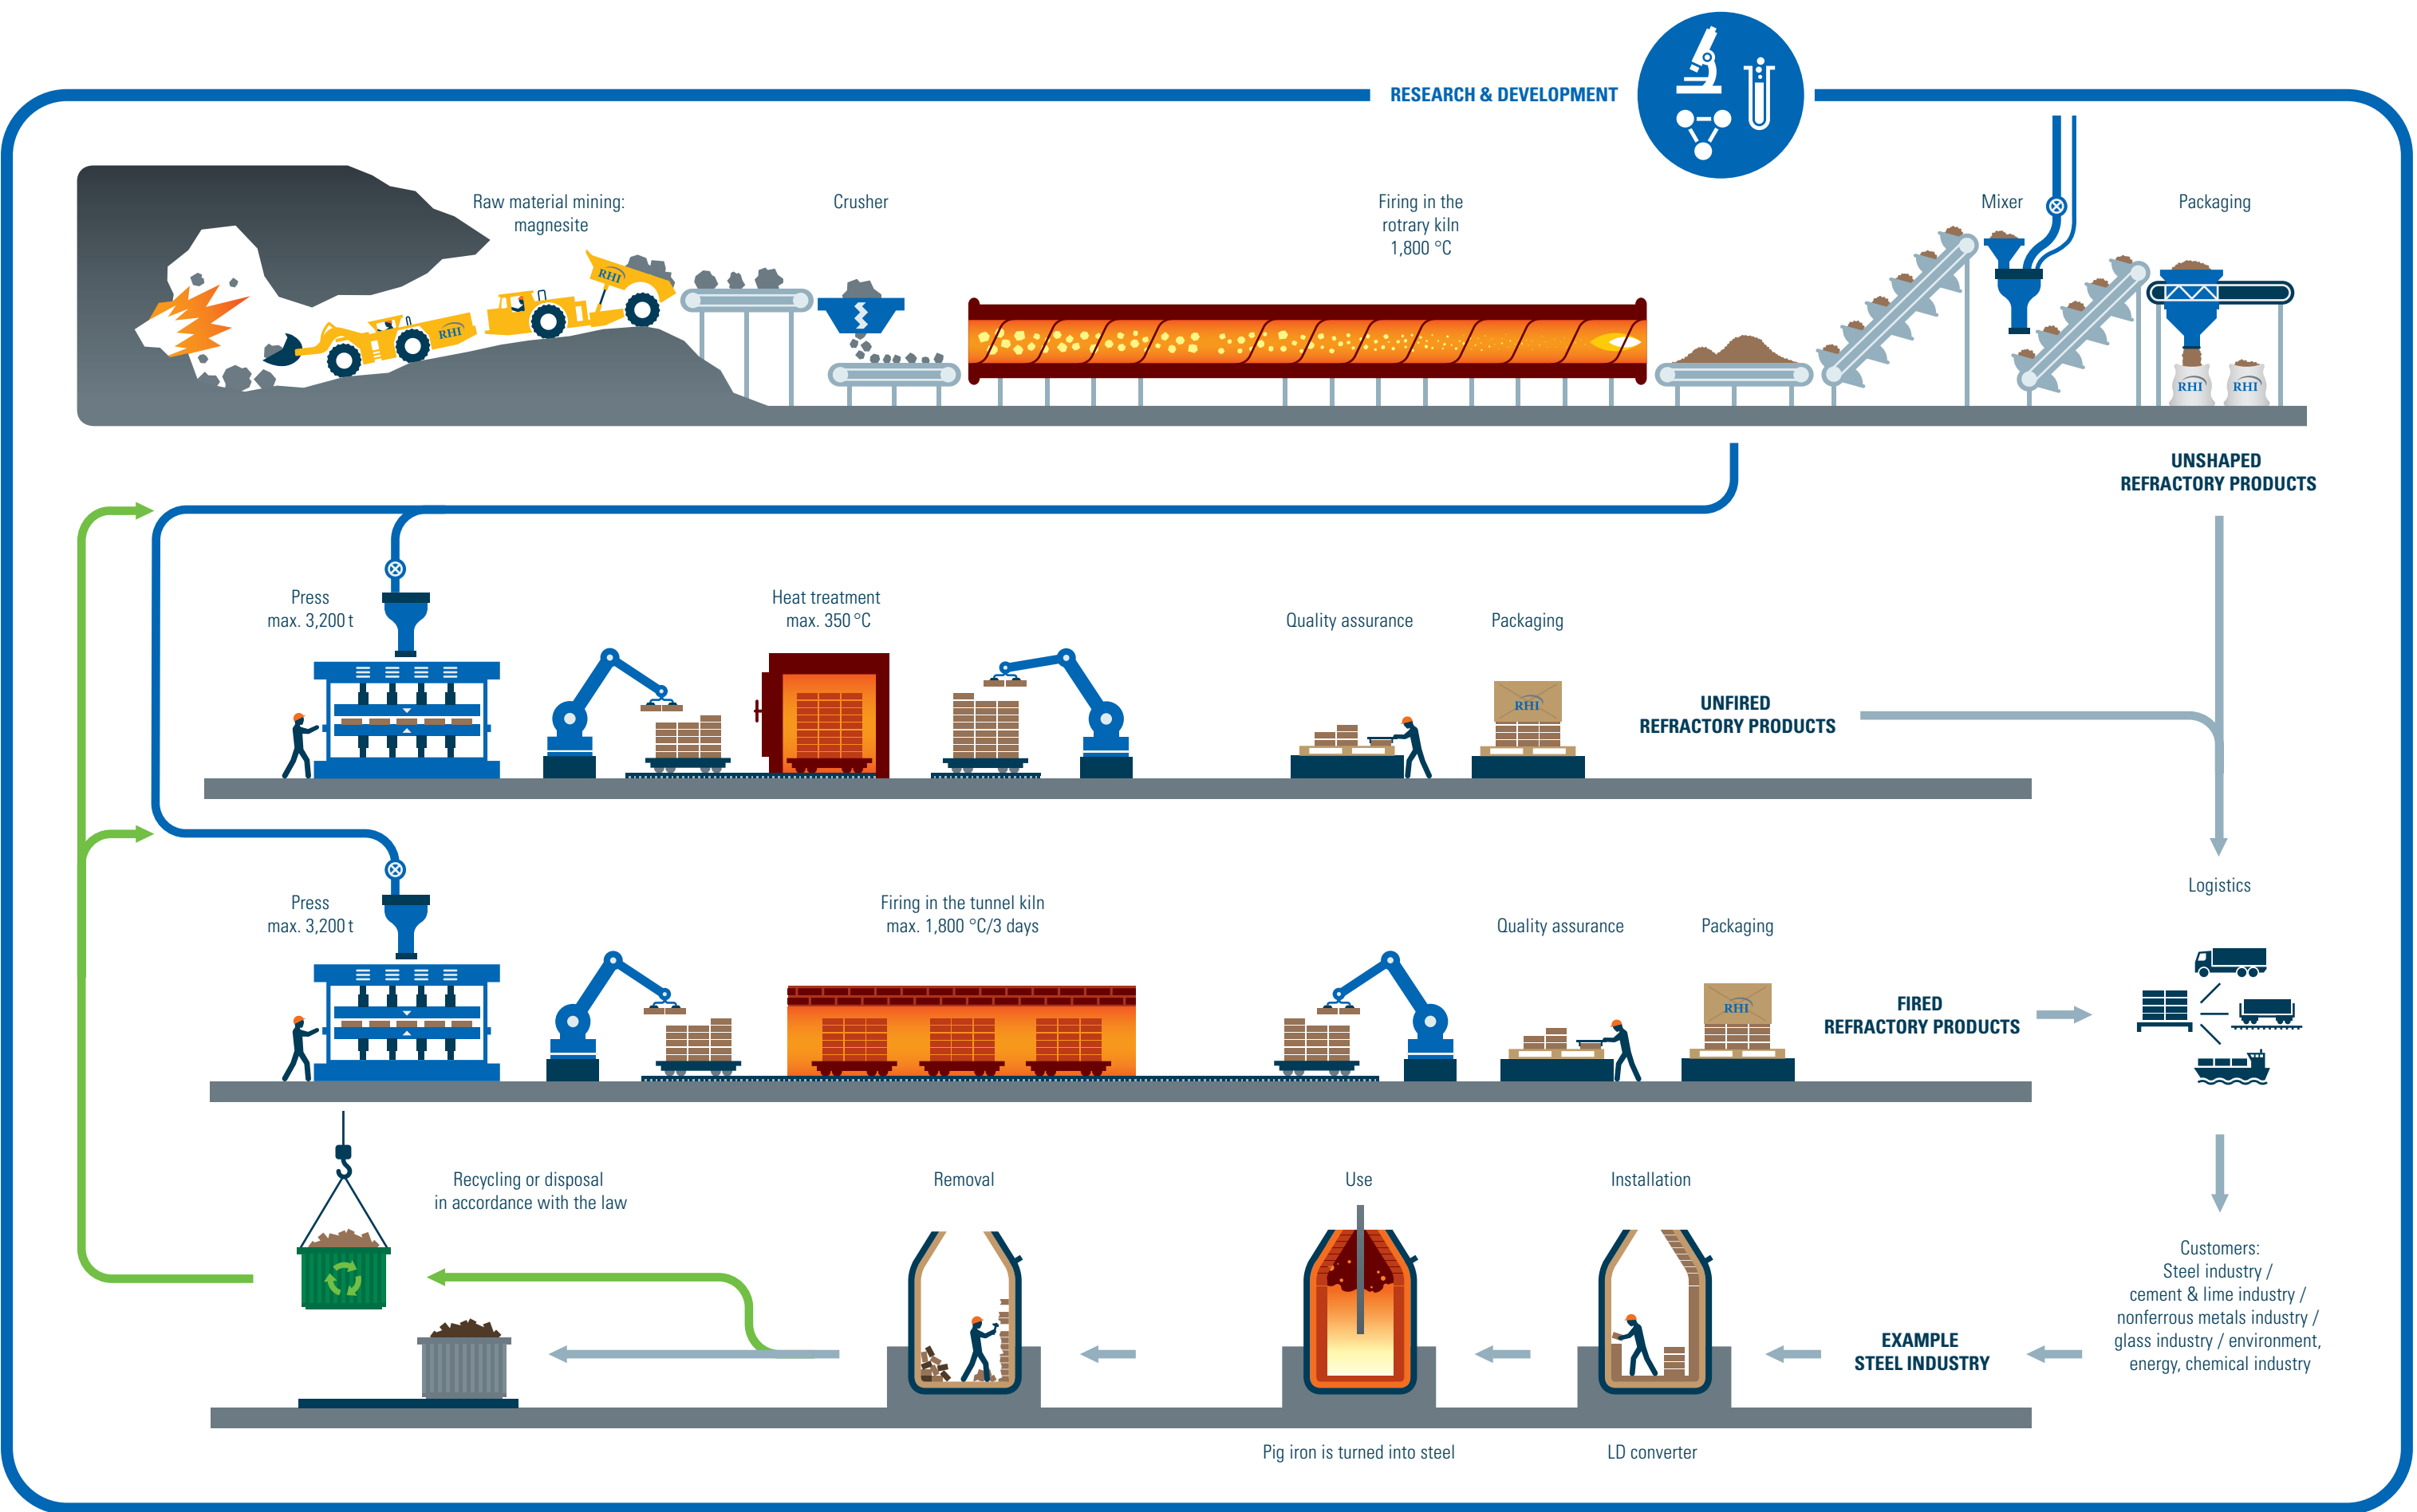 RESEARCH & DEVELOPMENT
Raw material mining:
magnesite
Crusher
Firing in the
rotrary kiln
1,800 °C
Mixer
Packaging
RHI
RHI
RHI
RHI
UNSHAPED
REFRACTORY PRODUCTS
Press
max. 3,200 t
Heat treatment
max. 350 °C
Quality assurance
Packaging
RHI
UNFIRED
REFRACTORY PRODUCTS
Logistics
Press
max. 3,200 t
Firing in the tunnel kiln
max. 1,800 °C/3 days
Quality assurance
Packaging
RHI
FIRED
REFRACTORY PRODUCTS
Recycling or disposal
in accordance with the law
Removal
Use
Installation
Customers:
Steel industry /
cement & lime industry /
nonferrous metals industry /
glass industry / environment,
energy, chemical industry
EXAMPLE
STEEL INDUSTRY
Pig iron is turned into steel
LD converter